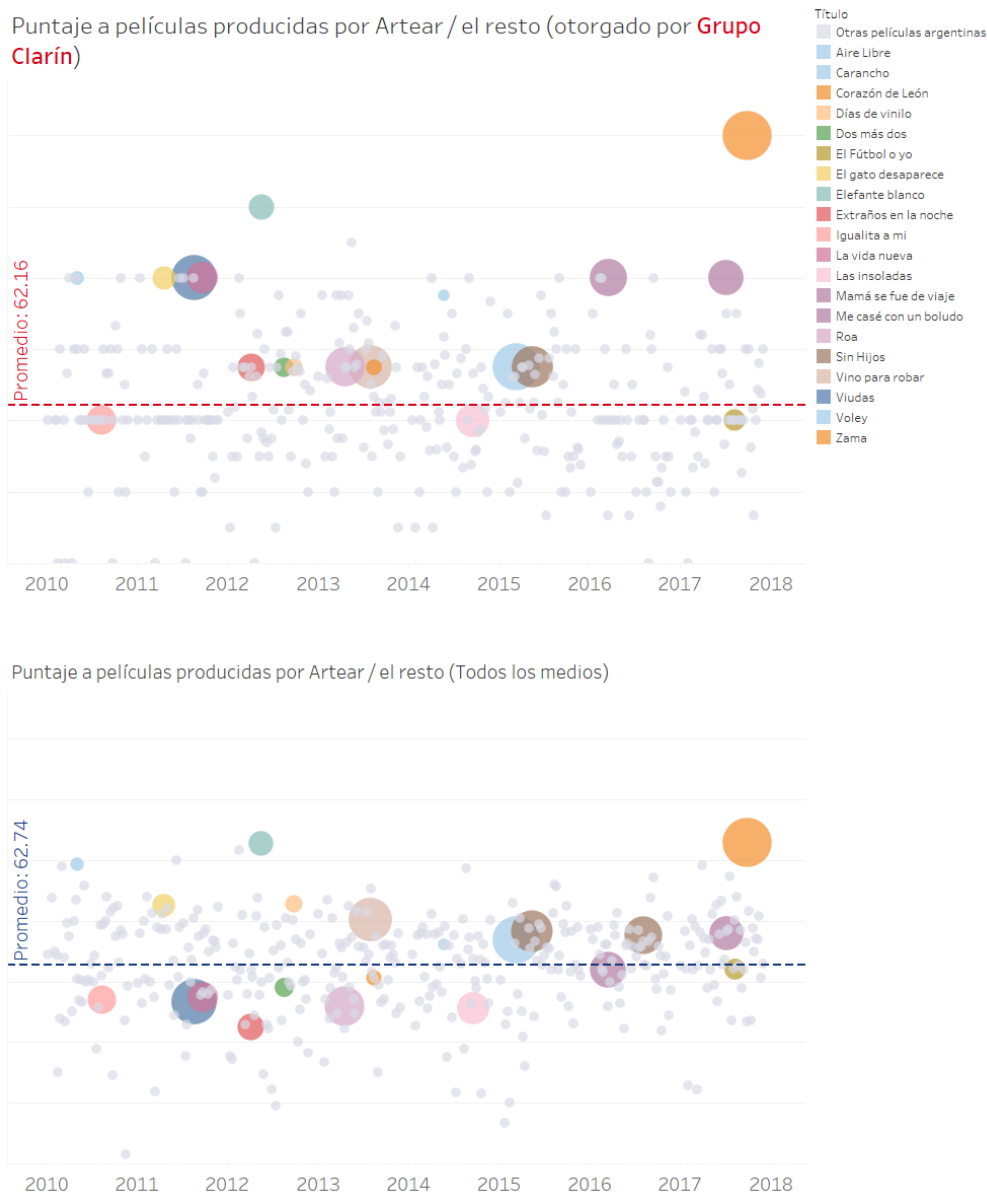 Puntaje a películas producidas por Artear / el resto (otorgado por Grupo
Clarín)
Promedio: 62.16
2010 2011 2012 2013 2014 2015 2016 2017 2018
Título
Otras películas argentinas
Aire Libre
Carancho
Corazón de León
Días de vinilo
Dos más dos
El Fútbol o yo
El gato desaparece
Elefante blanco
Extraños en la noche
Igualita a mi
La vida nueva
Las insoladas
Mamá se fue de viaje
Me casé con un boludo
Roa
Sin Hijos
Vino para robar
Viudas
Voley
Zama
Puntaje a películas producidas por Artear / el resto (Todos los medios)
Promedio: 62.74
2010 2011 2012 2013 2014 2015 2016 2017 2018